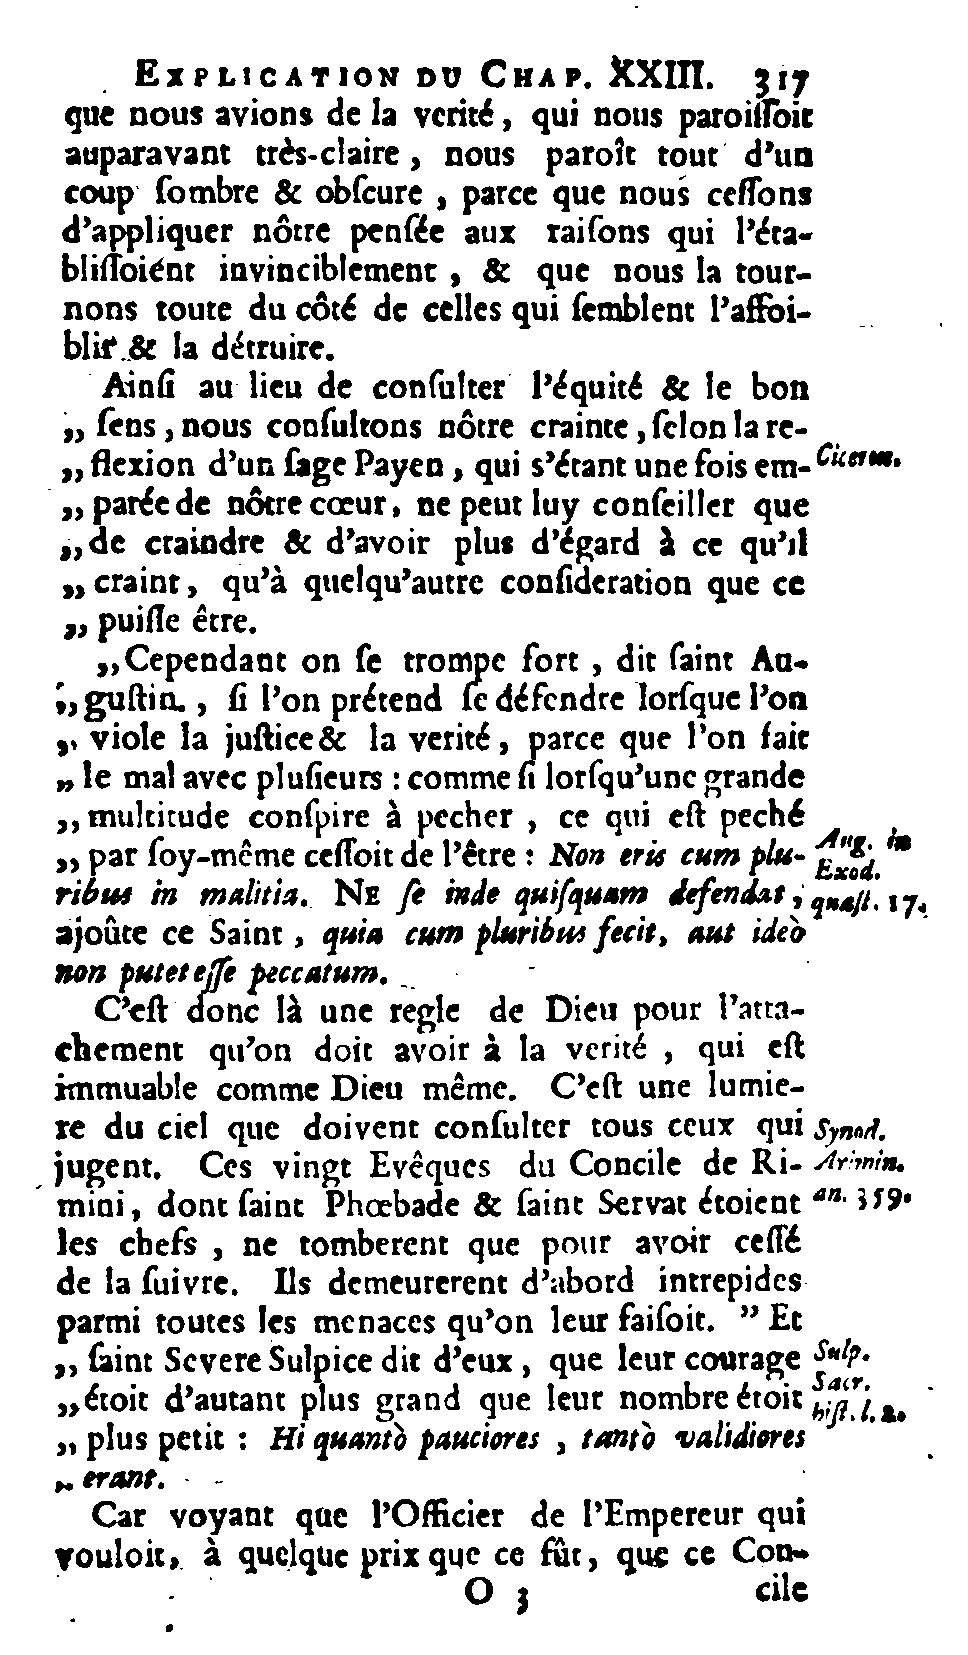 EXPLICATION DU CHAP. XXIII. 317
que nous avions de la verité, qui nous paroiſſoit
auparavant très-claire, nous paroît tout d'un
coup ſombre & obſcure, parce que nous ceſſons
d'appliquer nôtre penſée aux raiſons qui l'éta-
bliſſoiént invinciblement, & que nous la tour-
nons toute du côté de celles qui ſemblent l'affoi-
blir & la détruire.
Ainſi au lieu de conſulter l'équité & le bon
„ ſens, nous conſultons nôtre crainte, ſelon la re-
„ flexion d'un ſage Payen, qui s'étant une fois em-
Ciceron.
„ parée de nôtre cœur, ne peut luy conſeiller que
„ de craindre & d'avoir plus d'égard à ce qu'il
„ craint, qu'à quelqu'autre conſideration que ce
„ puiſſe être.
„ Cependant on ſe trompe fort, dit ſaint Au-
„ guſtin, ſi l'on prétend ſe défendre lorſque l'on
„ viole la juſtice & la verité, parce que l'on fait
„ le mal avec pluſieurs : comme ſi lorſqu'une grande
„ multitude conſpire à pecher, ce qui eſt peché
„ par ſoy-même ceſſoit de l'être : Non eris cum plu-
Aug. in
Exod.
ribus in malitia. NE ſe inde quiſquam defendat,
quæſt. 17.
ajoûte ce Saint, quia cum pluribus fecit, aut ideò
non putet eſſe peccatum.
C'eſt donc là une regle de Dieu pour l'atta-
chement qu'on doit avoir à la verité, qui eſt
immuable comme Dieu même. C'eſt une lumie-
re du ciel que doivent conſulter tous ceux qui
Synod.
jugent. Ces vingt Evêques du Concile de Ri-
Arimin.
mini, dont ſaint Phœbade & ſaint Servat étoient
an. 359.
les chefs, ne tomberent que pour avoir ceſſé
de la ſuivre. Ils demeurerent d'abord intrepides
parmi toutes les menaces qu'on leur faiſoit. " Et
„ ſaint Severe Sulpice dit d'eux, que leur courage
Sulp.
Sacr.
„ étoit d'autant plus grand que leur nombre étoit
hiſt. l. 2.
„ plus petit : Hi quantò pauciores, tantò validiores
„ erant.
Car voyant que l'Officier de l'Empereur qui
vouloit, à quelque prix que ce fût, que ce Con-
O 3 cile